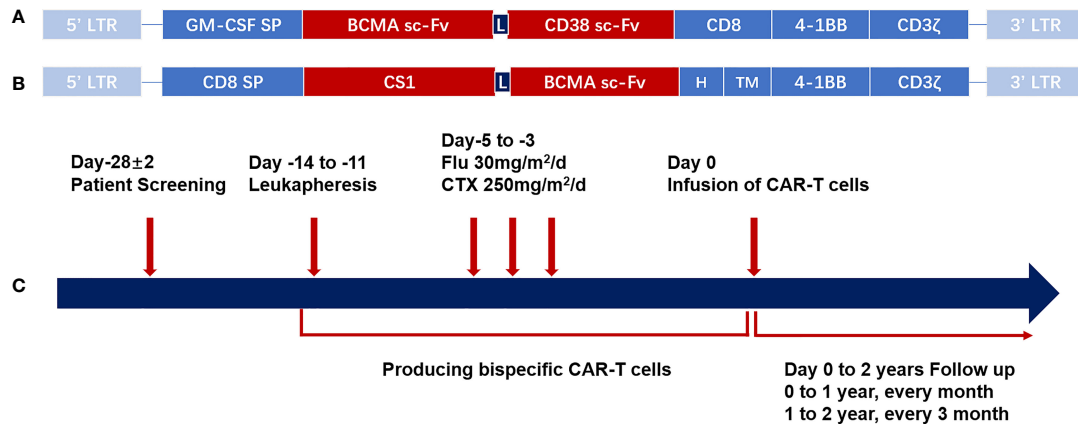 A
5' LTR GM-CSF SP BCMA sc-Fv L CD38 sc-Fv CD8 4-1BB CD3ζ 3' LTR
B
5' LTR CD8 SP CS1 L BCMA sc-Fv H TM 4-1BB CD3ζ 3' LTR
Day-28±2
Patient Screening
Day -14 to -11
Leukapheresis
Day-5 to -3
Flu 30mg/m²/d
CTX 250mg/m²/d
Day 0
Infusion of CAR-T cells
C
Producing bispecific CAR-T cells
Day 0 to 2 years Follow up
0 to 1 year, every month
1 to 2 year, every 3 month